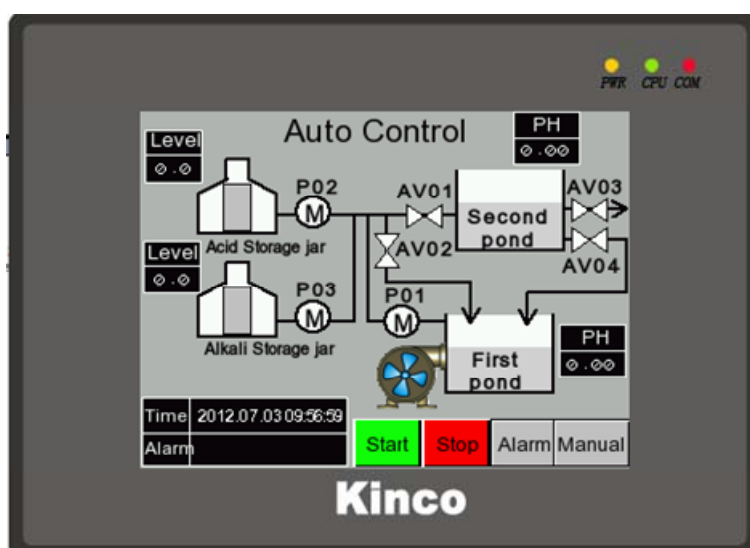 PWR CPU COM
Auto Control
PH
0.00
Level
0.0
P02
M
AV01
AV03
Second
pond
Acid Storage jar
AV02
AV04
Level
0.0
P03
M
P01
M
Alkali Storage jar
First
pond
PH
0.00
Time 2012.07.03 09:56:59
Alarm
Start Stop Alarm Manual
Kinco